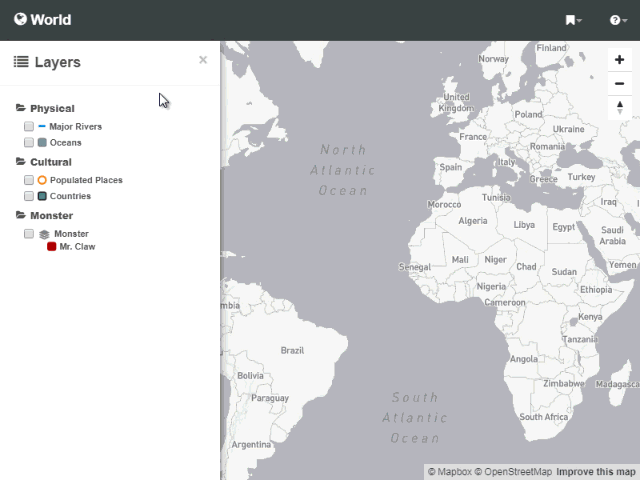 World
Layers
×
Physical
Major Rivers
Oceans
Cultural
Populated Places
Countries
Monster
Monster
Mr. Claw
Finland
Norway
United
Kingdom
Poland
Ukraine
France
Romania
Italy
Spain
Greece
Turkey
Tunisia
Morocco
Iraq
Algeria
Libya
Egypt
Saudi
Arabia
Mali
Niger
Chad
Sudan
Yemen
Senegal
Nigeria
Ethiopia
Cameroon
Kenya
Tanzania
Angola
Zimbabwe
Madagasca
South Africa
North
Atlantic
Ocean
mbia
Brazil
Bolivia
Paraguay
Argentina
South
Atlantic
Ocean
+
−
© Mapbox © OpenStreetMap Improve this map